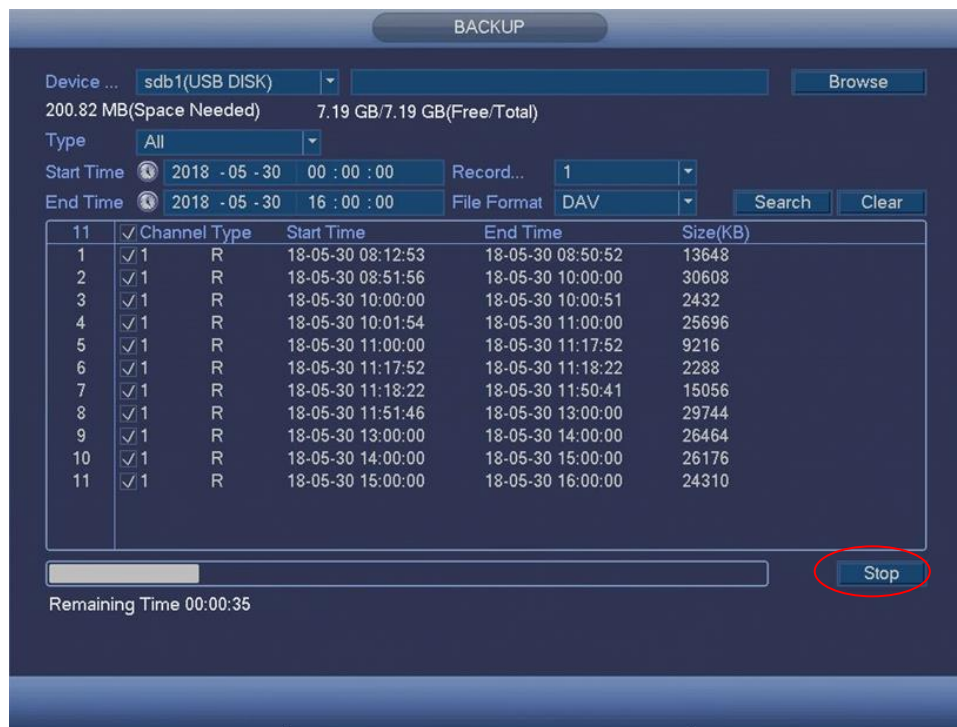 BACKUP
Device ... sdb1(USB DISK) Browse
200.82 MB(Space Needed) 7.19 GB/7.19 GB(Free/Total)
Type All
Start Time 2018 -05 -30 00 :00 :00 Record... 1
End Time 2018 -05 -30 16 :00 :00 File Format DAV Search Clear
11 Channel Type Start Time End Time Size(KB)
1 1 R 18-05-30 08:12:53 18-05-30 08:50:52 13648
2 1 R 18-05-30 08:51:56 18-05-30 10:00:00 30608
3 1 R 18-05-30 10:00:00 18-05-30 10:00:51 2432
4 1 R 18-05-30 10:01:54 18-05-30 11:00:00 25696
5 1 R 18-05-30 11:00:00 18-05-30 11:17:52 9216
6 1 R 18-05-30 11:17:52 18-05-30 11:18:22 2288
7 1 R 18-05-30 11:18:22 18-05-30 11:50:41 15056
8 1 R 18-05-30 11:51:46 18-05-30 13:00:00 29744
9 1 R 18-05-30 13:00:00 18-05-30 14:00:00 26464
10 1 R 18-05-30 14:00:00 18-05-30 15:00:00 26176
11 1 R 18-05-30 15:00:00 18-05-30 16:00:00 24310
Stop
Remaining Time 00:00:35